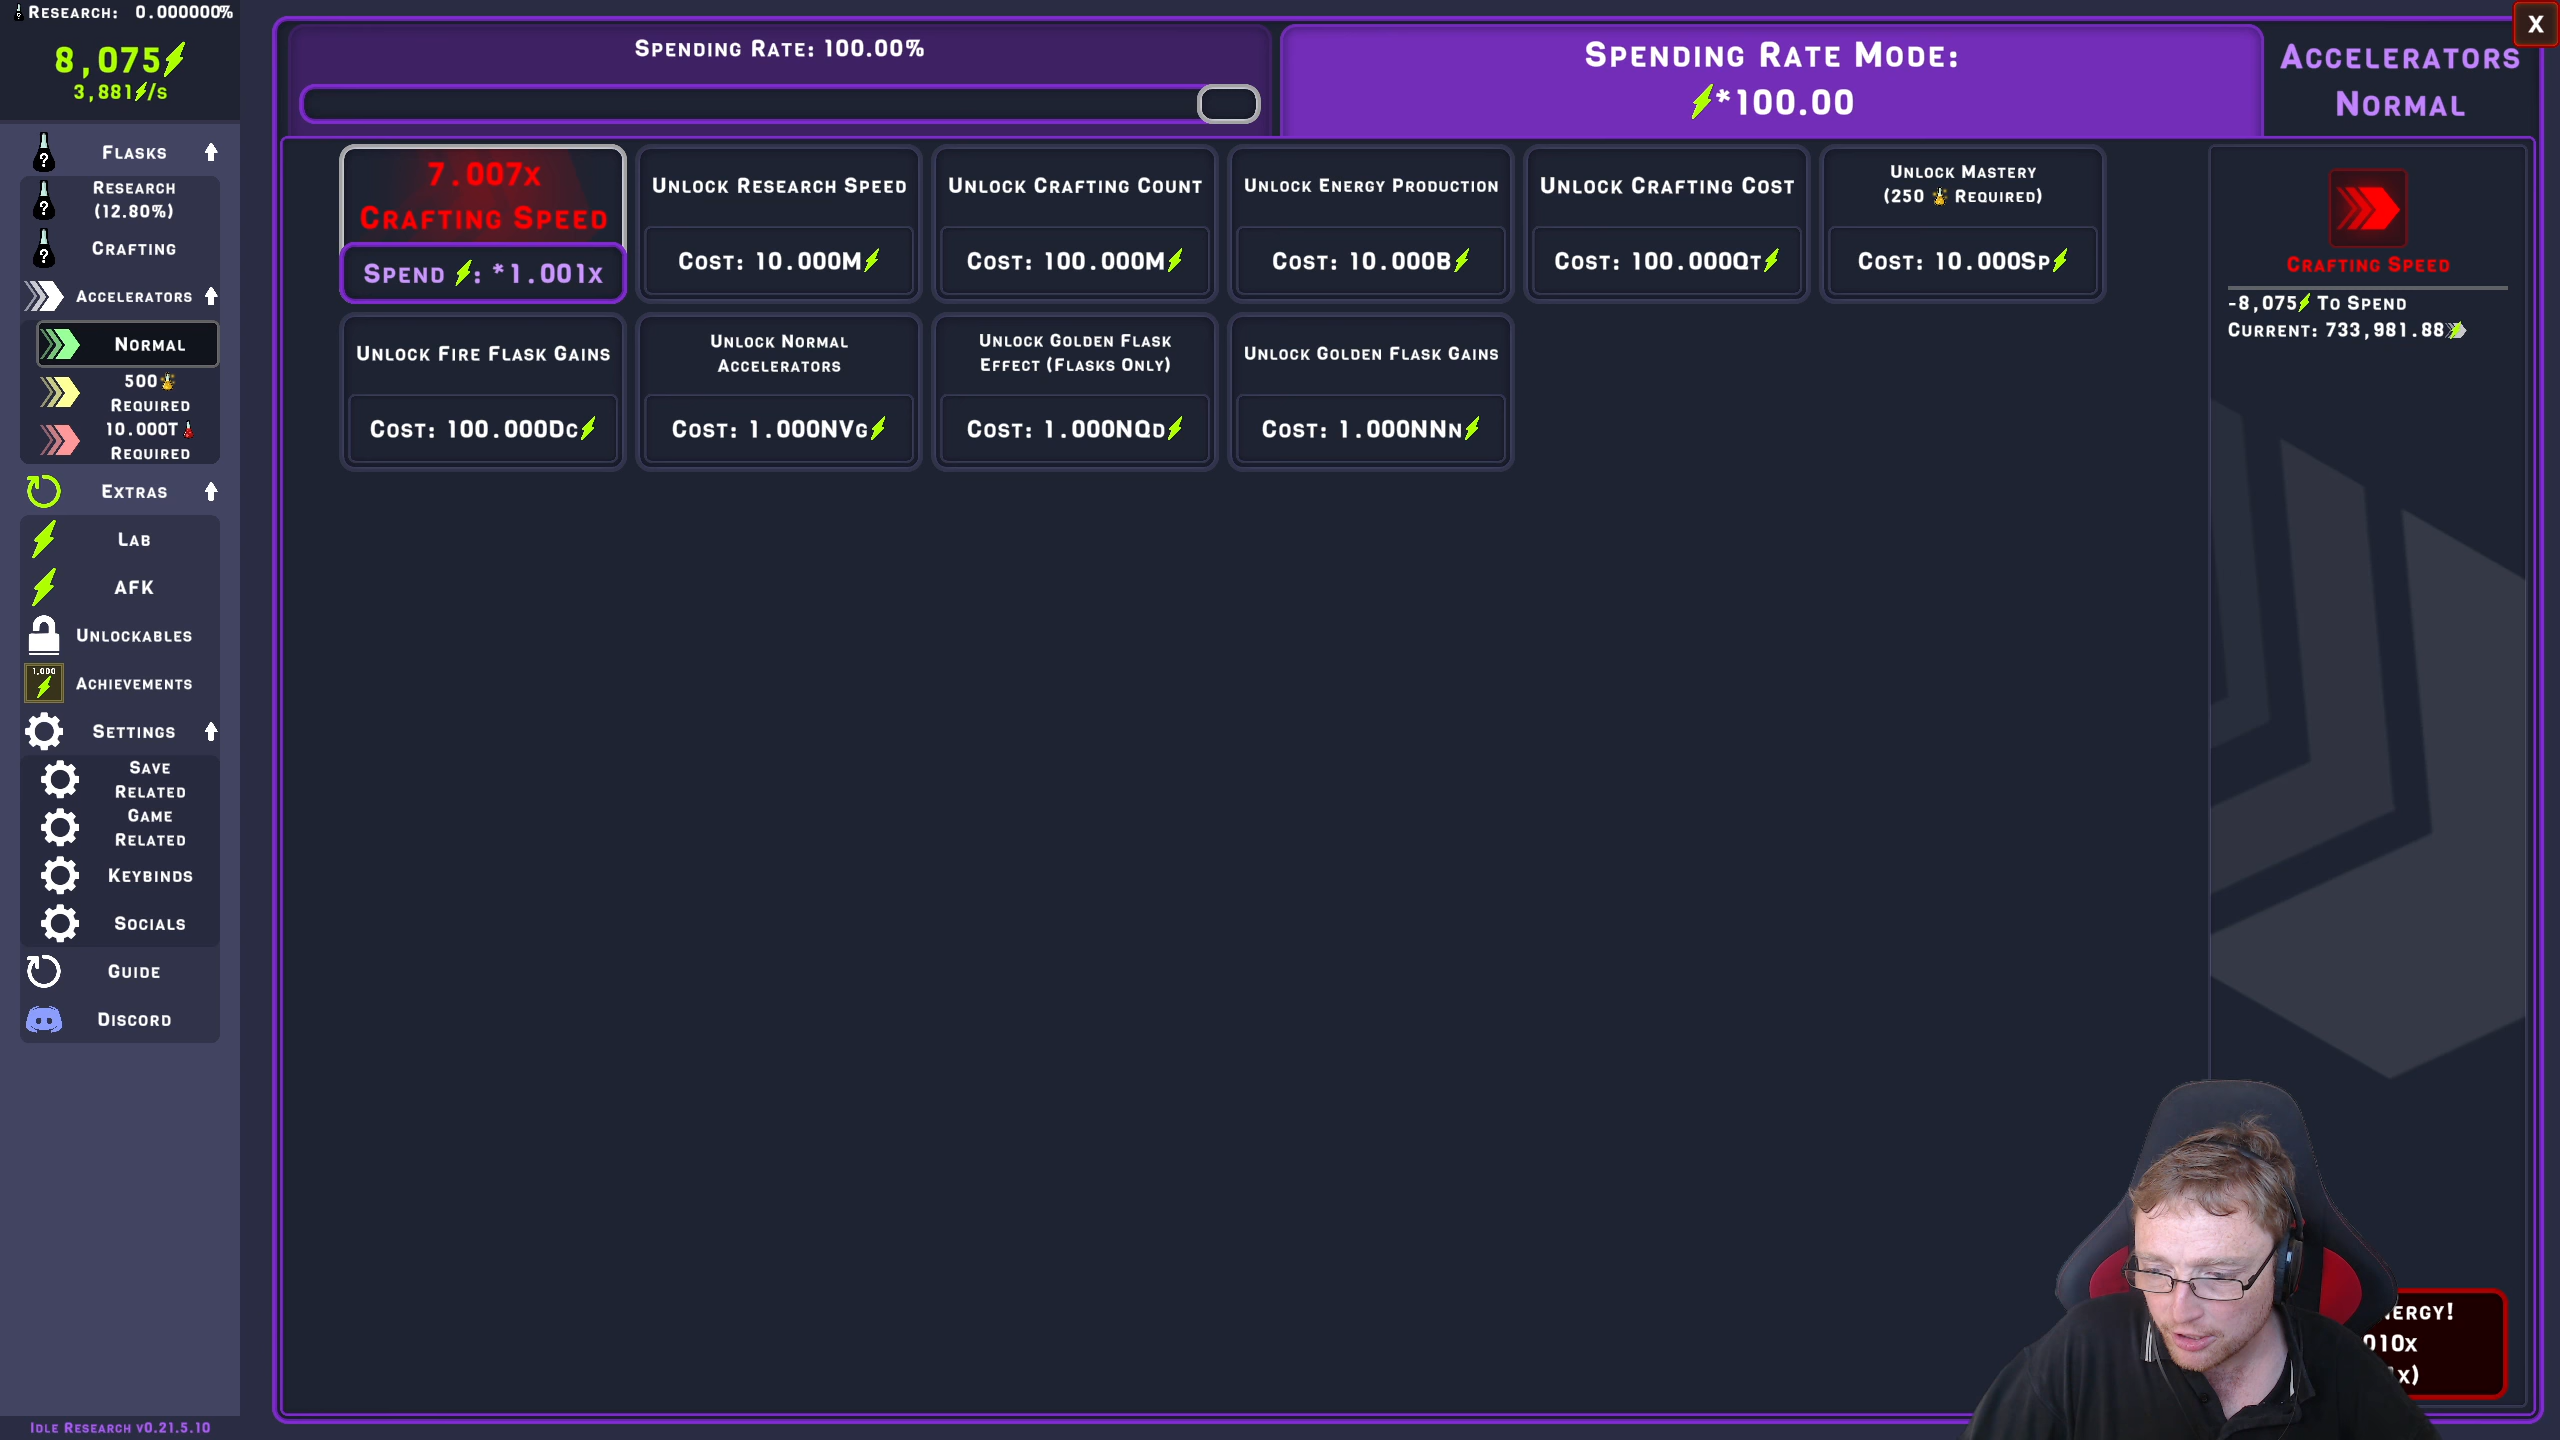 Research: 0.000000%
8,075
3,881/s
Flasks
Research
(12.80%)
Crafting
Accelerators
Normal
500
Required
10.000T
Required
Extras
Lab
AFK
Unlockables
1,000
Achievements
Settings
Save
Related
Game
Related
Keybinds
Socials
Guide
Discord
Idle Research v0.21.5.10
Spending Rate: 100.00%
Spending Rate Mode:
*100.00
Accelerators
Normal
X
7.007x
Crafting Speed
Spend : *1.001x
Unlock Research Speed
Cost: 10.000M
Unlock Crafting Count
Cost: 100.000M
Unlock Energy Production
Cost: 10.000B
Unlock Crafting Cost
Cost: 100.000Qt
Unlock Mastery
(250 Required)
Cost: 10.000Sp
Unlock Fire Flask Gains
Cost: 100.000Dc
Unlock Normal
Accelerators
Cost: 1.000NVg
Unlock Golden Flask
Effect (Flasks Only)
Cost: 1.000NQd
Unlock Golden Flask Gains
Cost: 1.000NNn
Crafting Speed
-8,075 To Spend
Current: 733,981.88